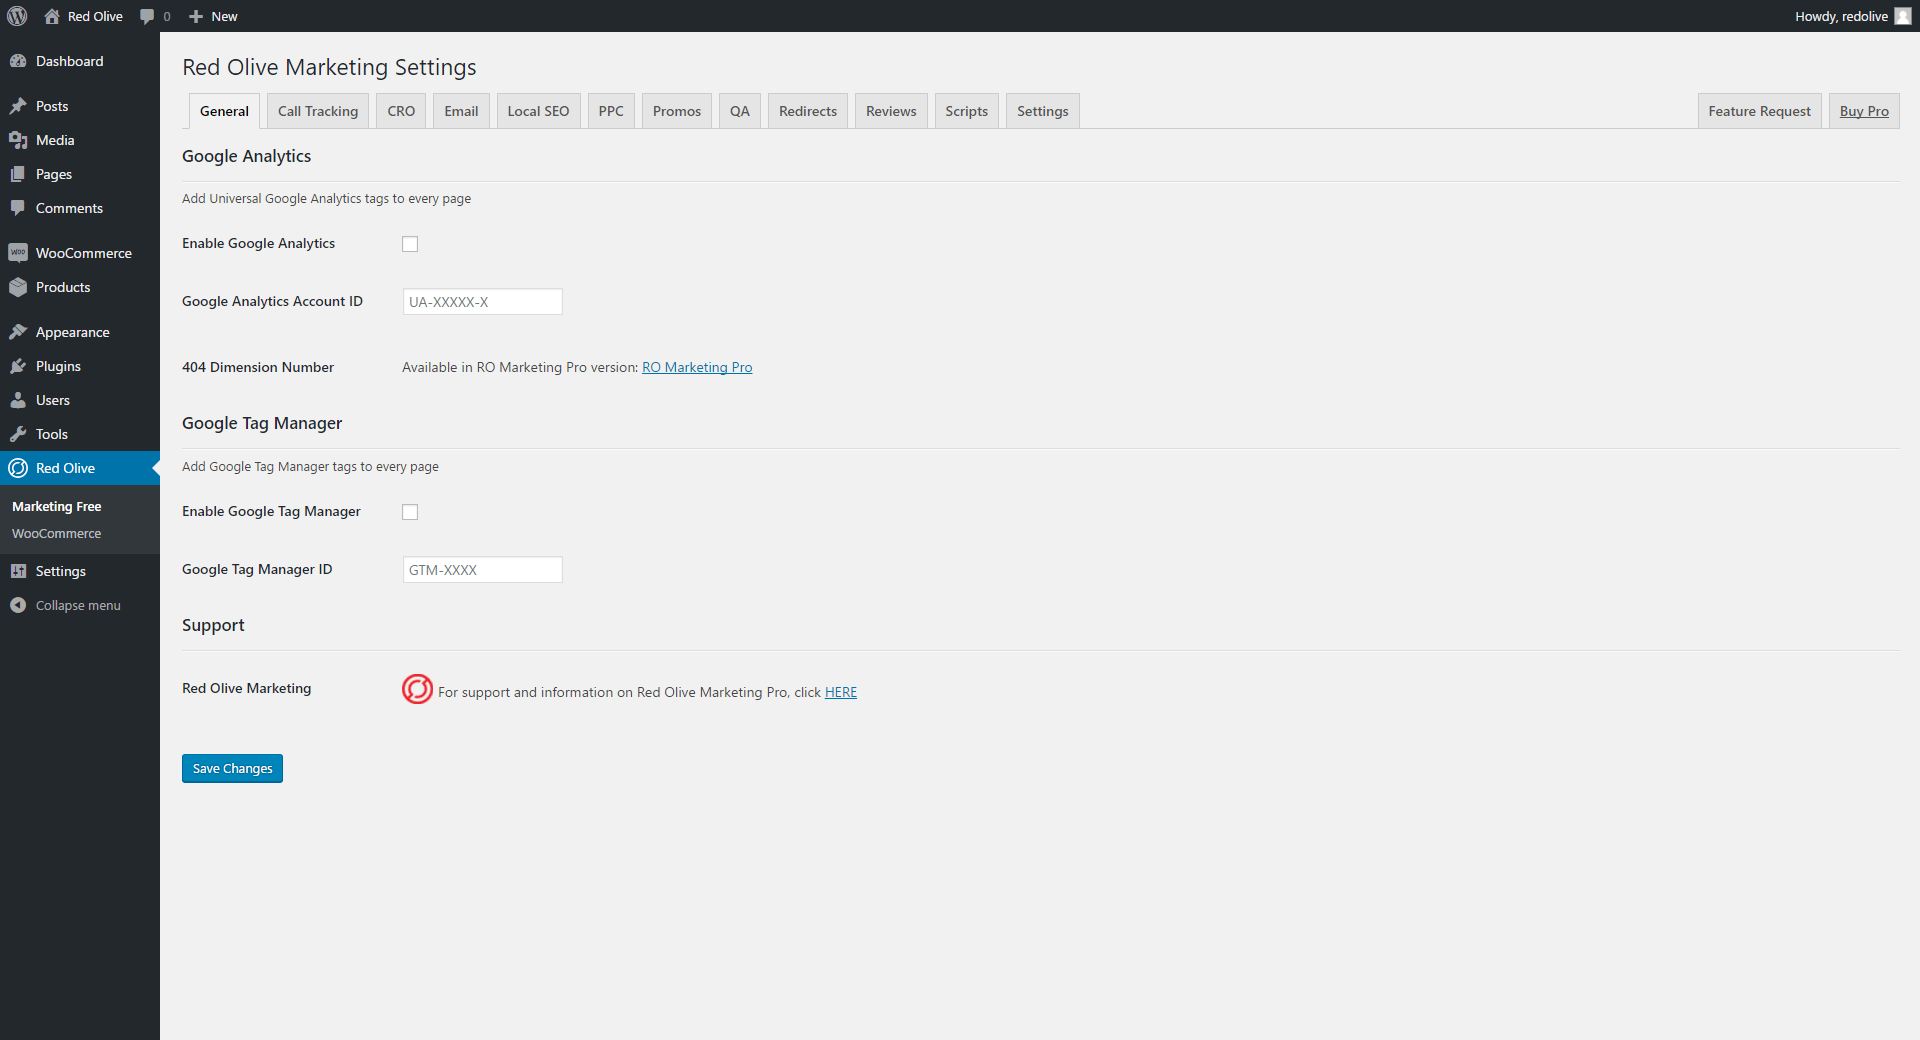 Red Olive 0 New Howdy, redolive
Dashboard
Posts
Media
Pages
Comments
woo WooCommerce
Products
Appearance
Plugins
Users
Tools
Red Olive
Marketing Free
WooCommerce
Settings
Collapse menu
Red Olive Marketing Settings
General Call Tracking CRO Email Local SEO PPC Promos QA Redirects Reviews Scripts Settings Feature Request Buy Pro
Google Analytics
Add Universal Google Analytics tags to every page
Enable Google Analytics
Google Analytics Account ID UA-XXXXX-X
404 Dimension Number Available in RO Marketing Pro version: RO Marketing Pro
Google Tag Manager
Add Google Tag Manager tags to every page
Enable Google Tag Manager
Google Tag Manager ID GTM-XXXX
Support
Red Olive Marketing For support and information on Red Olive Marketing Pro, click HERE
Save Changes